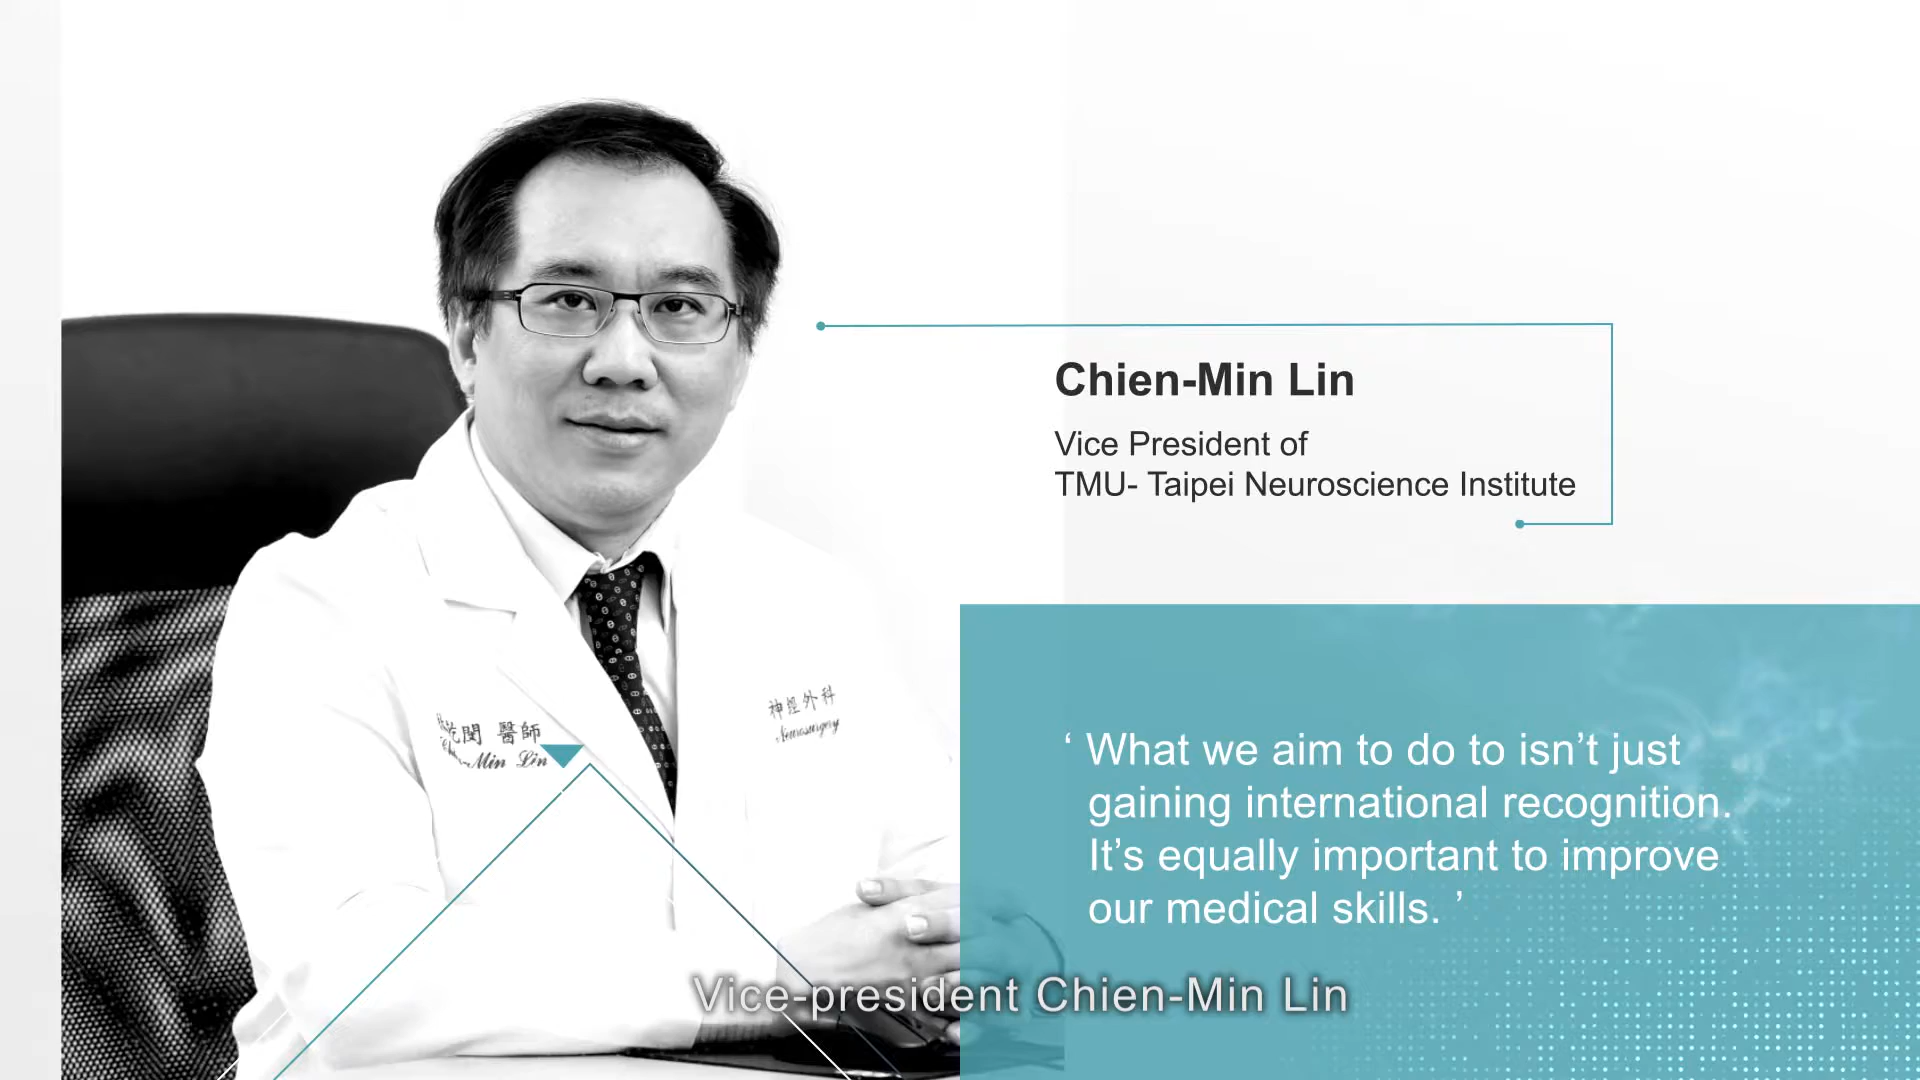 Chien-Min Lin
Vice President of
TMU- Taipei Neuroscience Institute
閔 醫師
Min Lin
神經外科
Neurosurgery
‘ What we aim to do to isn’t just
gaining international recognition.
It’s equally important to improve
our medical skills. ’
Vice-president Chien-Min Lin